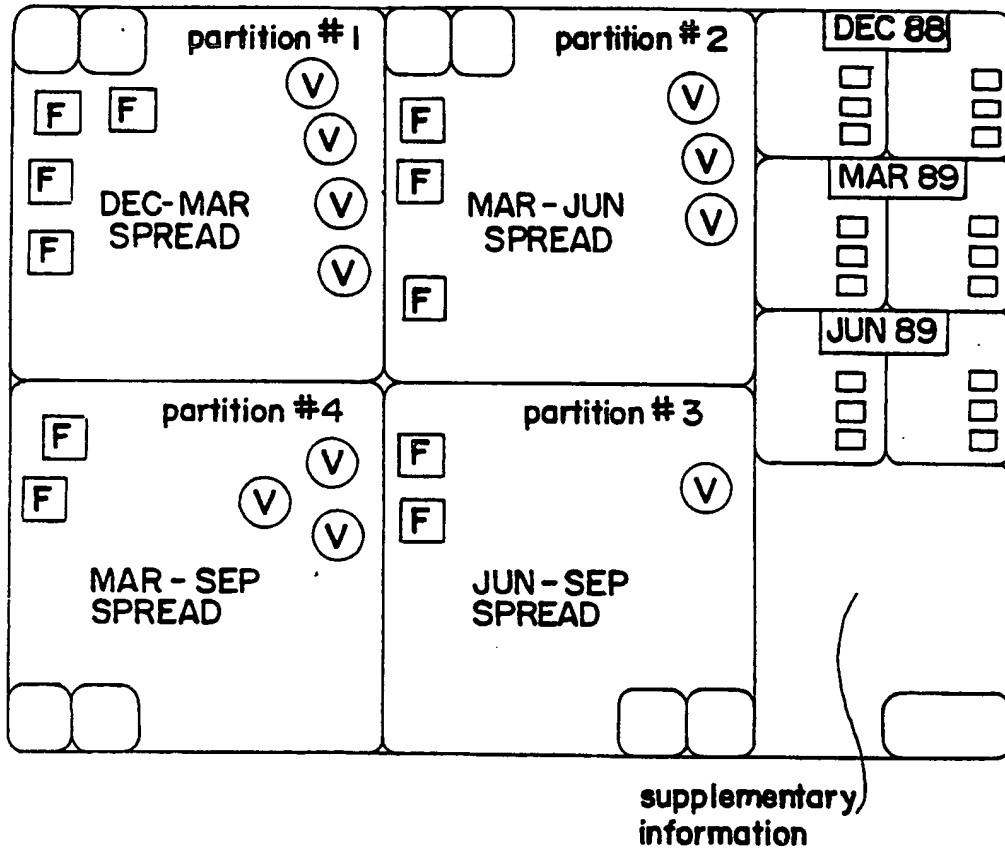 partition #1
V
F F
V
F
V
DEC-MAR
SPREAD
F
V
partition #2
V
F
V
F
MAR-JUN
SPREAD
V
F
DEC 88
MAR 89
JUN 89
partition #4
F
V
F
V
V
MAR-SEP
SPREAD
partition #3
F
V
F
JUN-SEP
SPREAD
supplementary
information